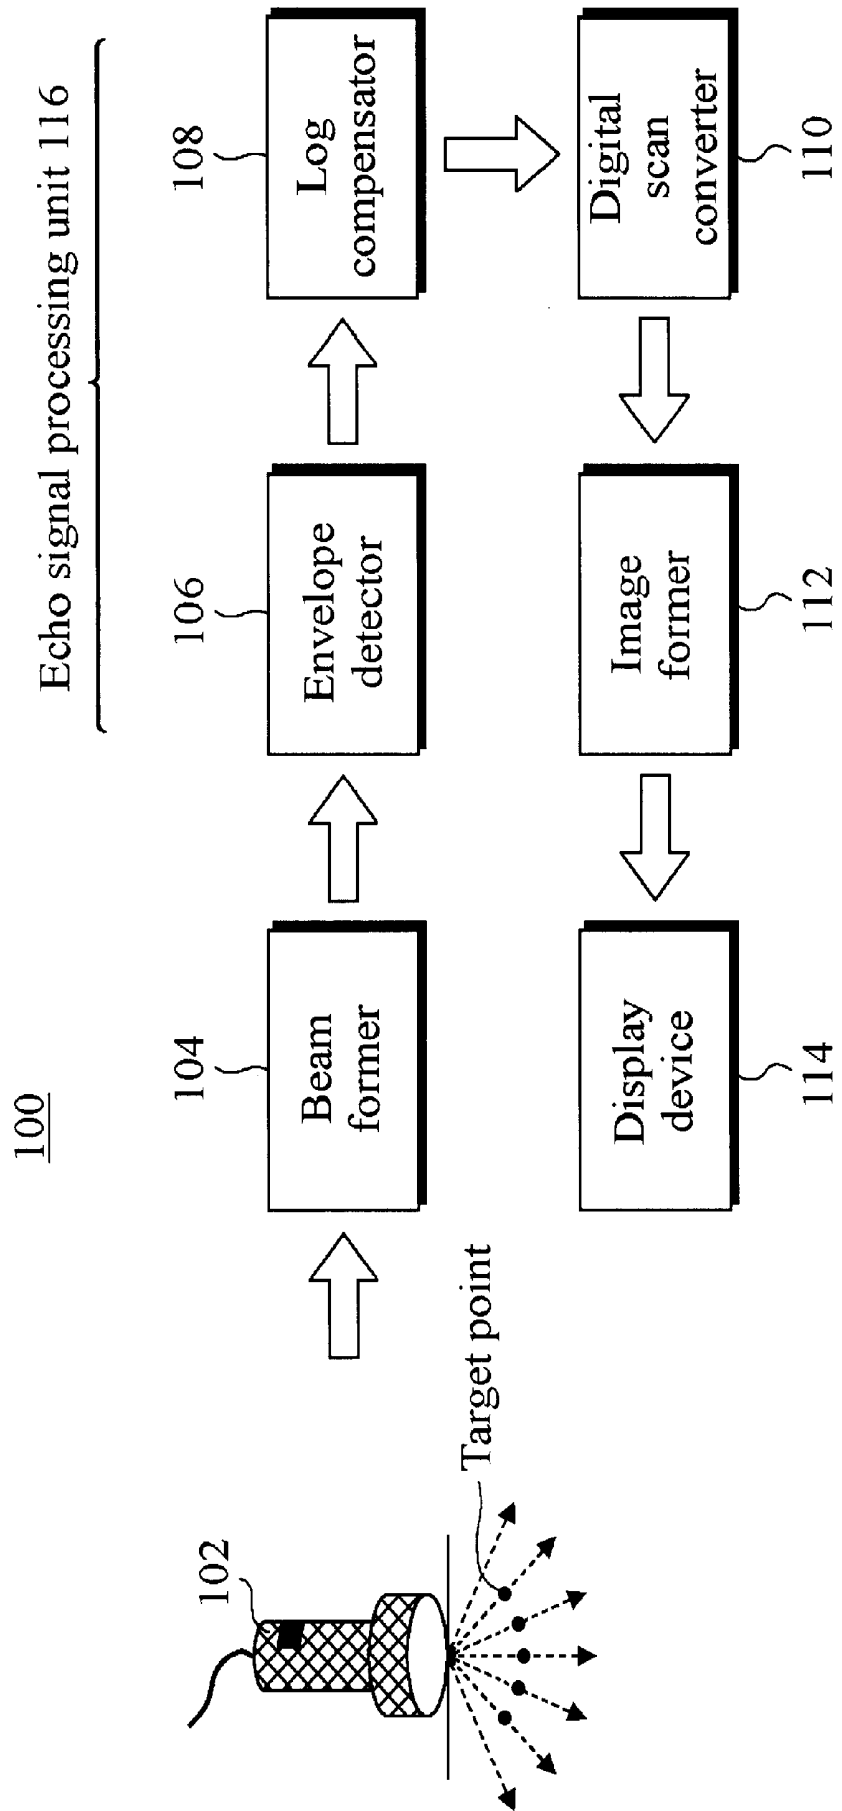 100
Echo signal processing unit 116
102
104
106
108
Beam
former
Envelope
detector
Log
compensator
Target point
Display
device
Image
former
Digital
scan
converter
114
112
110